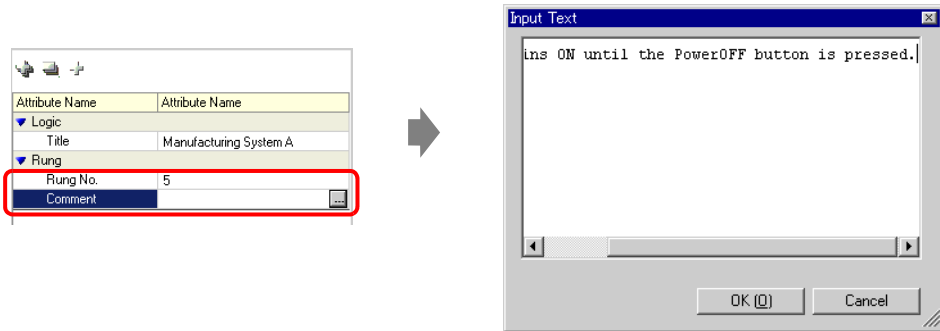 Attribute Name Attribute Name
Logic
Title Manufacturing System A
Rung
Rung No. 5
Comment ...
Input Text
ins ON until the PowerOFF button is pressed.
OK (O) Cancel